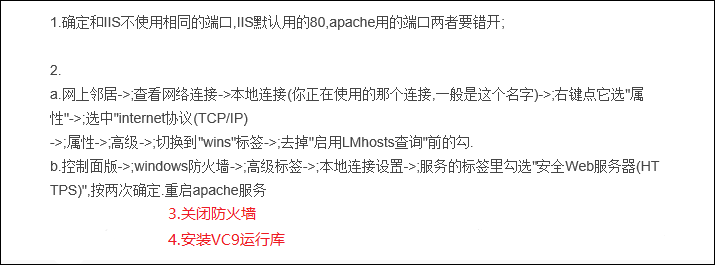 1.确定和IIS不使用相同的端口,IIS默认用的80,apache用的端口两者要错开;
2.
a.网上邻居->;查看网络连接->本地连接(你正在使用的那个连接,一般是这个名字)->;右键点它选"属
性"->;选中"internet协议(TCP/IP)
->;属性->;高级->;切换到"wins"标签->;去掉"启用LMhosts查询"前的勾.
b.控制面版->;windows防火墙->;高级标签->;本地连接设置->;服务的标签里勾选"安全Web服务器(HT
TPS)",按两次确定.重启apache服务
3.关闭防火墙
4.安装VC9运行库